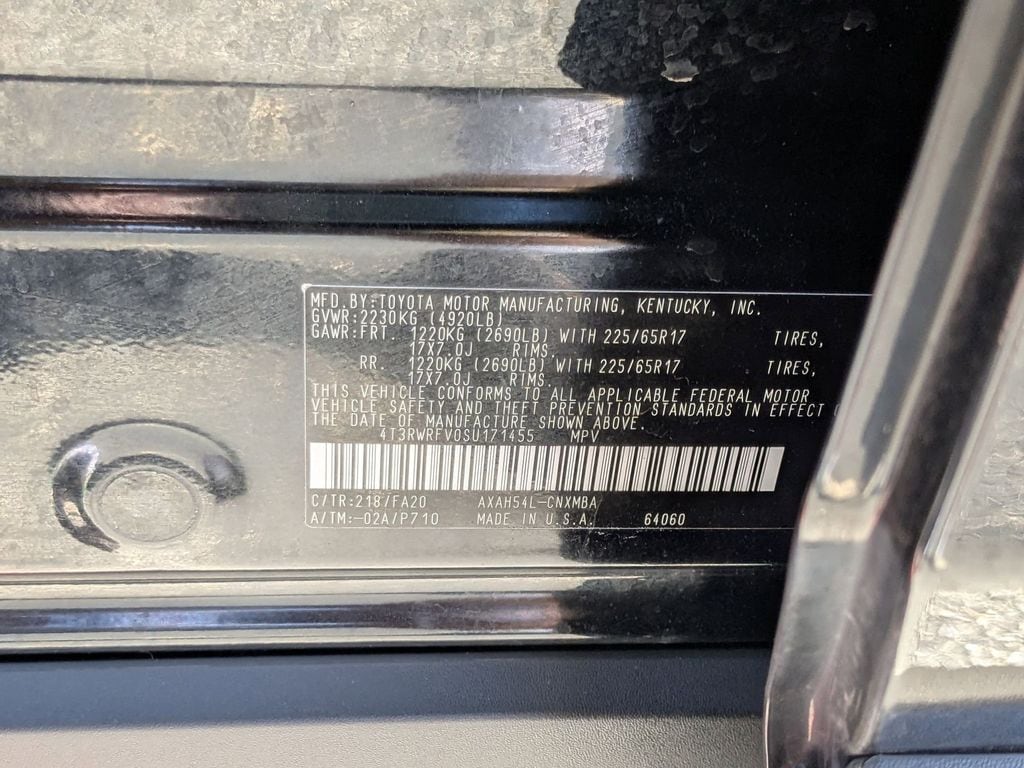 MFD.BY:TOYOTA MOTOR MANUFACTURING, KENTUCKY, INC.
GVWR:2230KG (4920LB)
GAWR:FRT. 1220KG (2690LB) WITH 225/65R17 TIRES,
17X7.0J RIMS.
RR. 1220KG (2690LB) WITH 225/65R17 TIRES,
17X7.0J RIMS.
THIS VEHICLE CONFORMS TO ALL APPLICABLE FEDERAL MOTOR
VEHICLE SAFETY AND THEFT PREVENTION STANDARDS IN EFFECT
THE DATE OF MANUFACTURE SHOWN ABOVE.
4T3RWRFV0SU171455 MPV
C/TR:218/FA20 AXAH54L-CNXMBA
A/TM:-02A/P710 MADE IN U.S.A. 64060